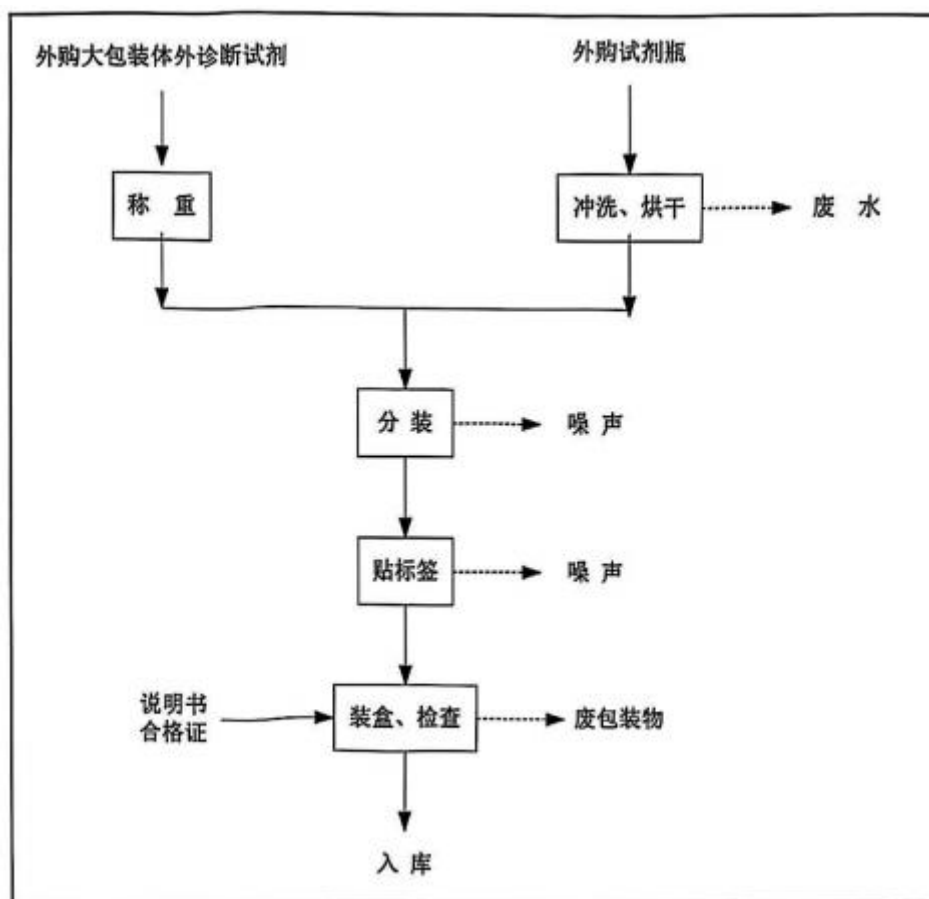 外购大包装体外诊断试剂
外购试剂瓶
称 重
冲洗、烘干
废 水
分 装
噪 声
贴标签
噪 声
说明书
合格证
装盒、检查
废包装物
入 库